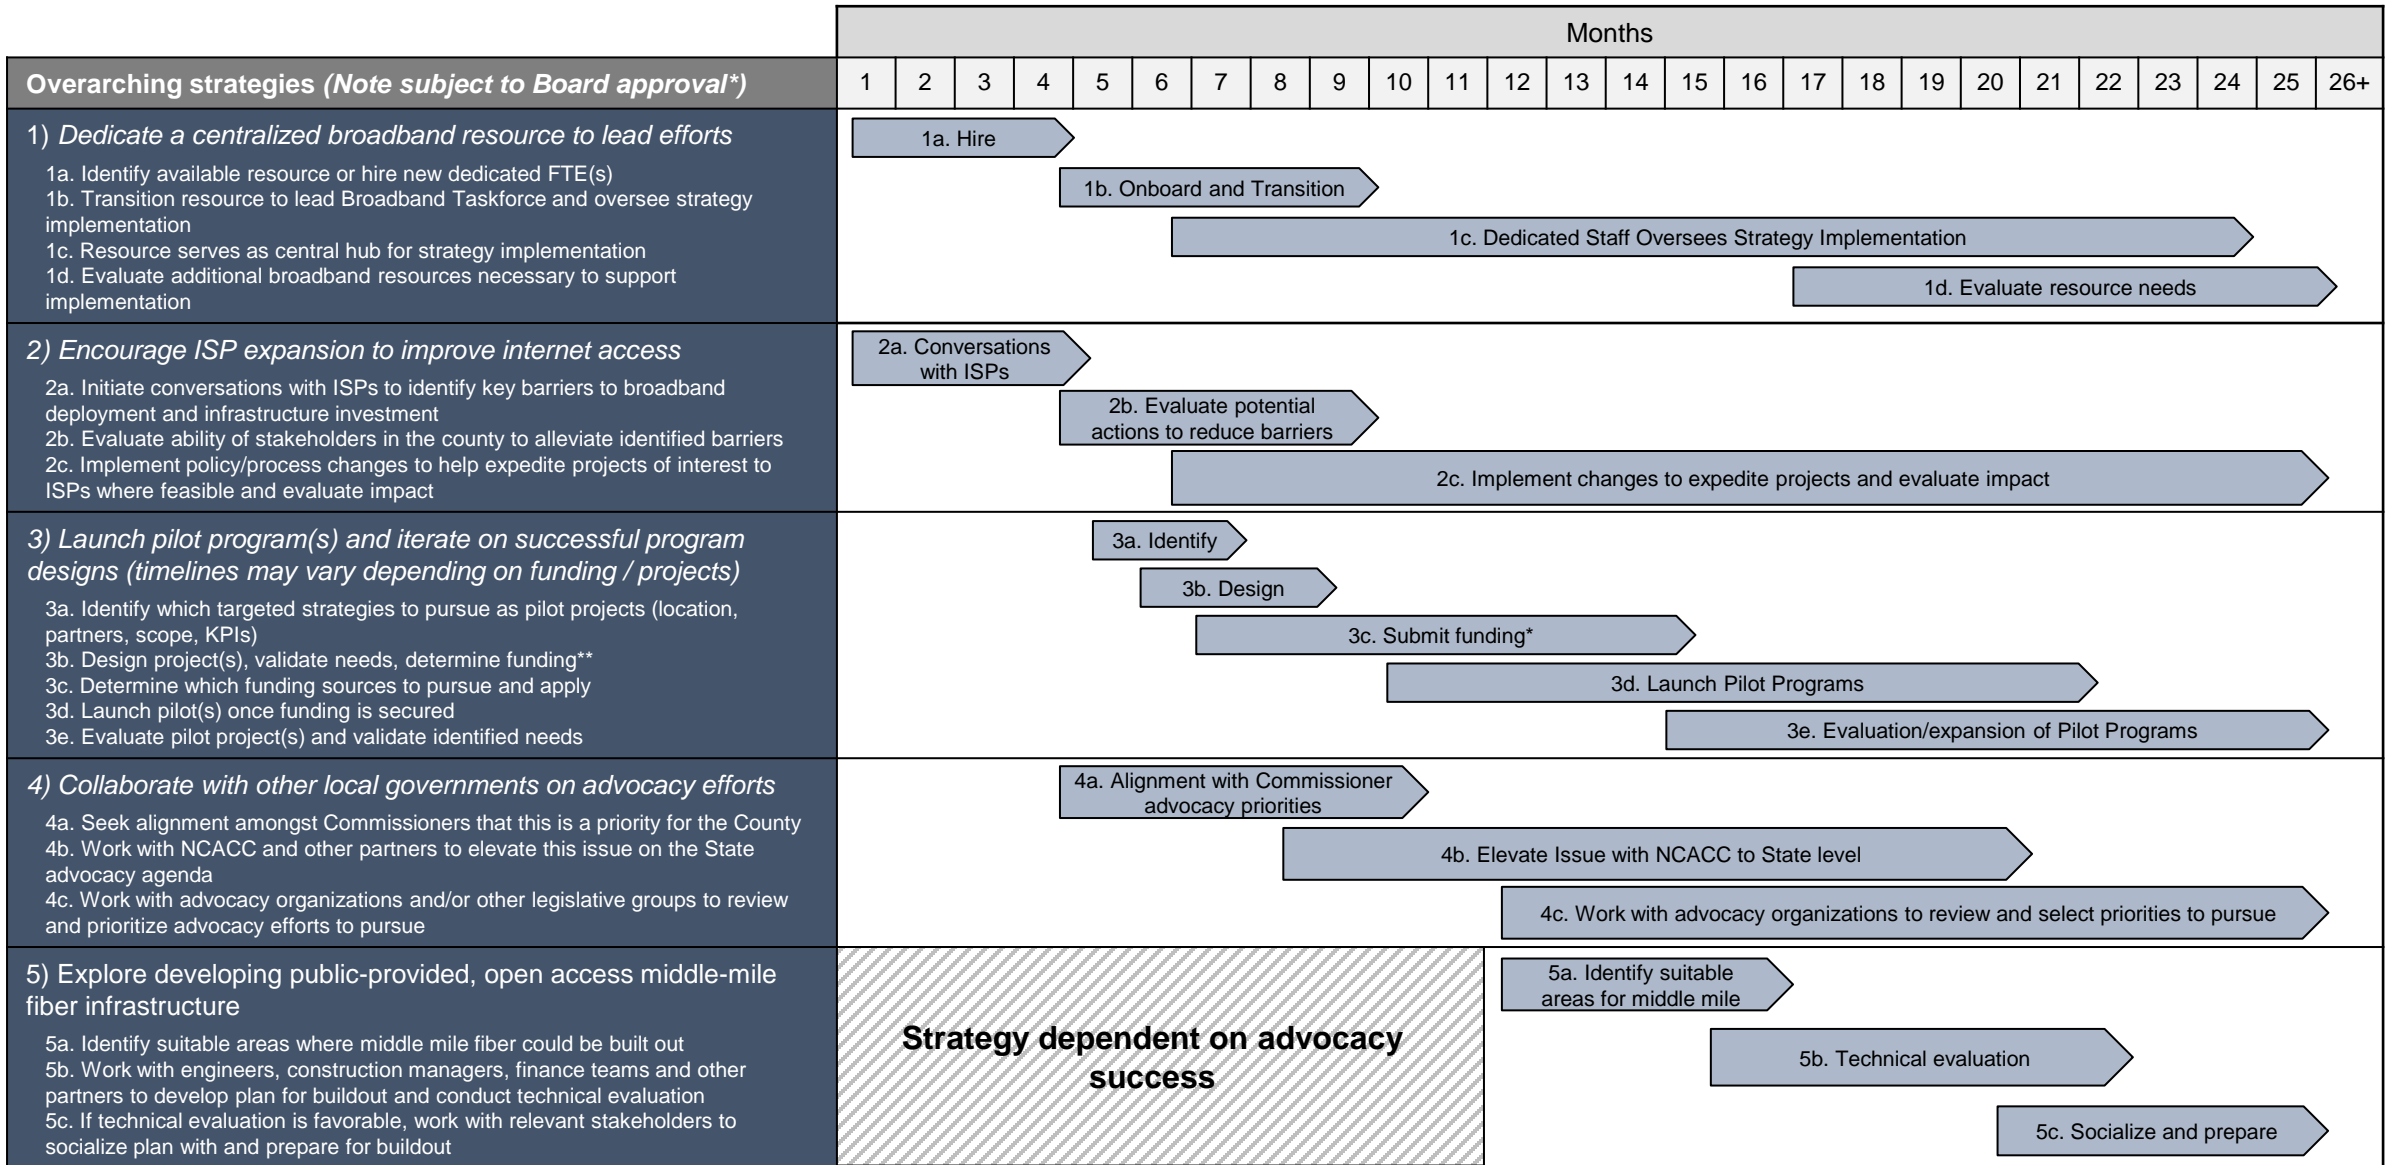 Months
Overarching strategies (Note subject to Board approval*)
1 2 3 4 5 6 7 8 9 10 11 12 13 14 15 16 17 18 19 20 21 22 23 24 25 26+
1) Dedicate a centralized broadband resource to lead efforts
1a. Identify available resource or hire new dedicated FTE(s)
1b. Transition resource to lead Broadband Taskforce and oversee strategy
implementation
1c. Resource serves as central hub for strategy implementation
1d. Evaluate additional broadband resources necessary to support
implementation
1a. Hire
1b. Onboard and Transition
1c. Dedicated Staff Oversees Strategy Implementation
1d. Evaluate resource needs
2) Encourage ISP expansion to improve internet access
2a. Initiate conversations with ISPs to identify key barriers to broadband
deployment and infrastructure investment
2b. Evaluate ability of stakeholders in the county to alleviate identified barriers
2c. Implement policy/process changes to help expedite projects of interest to
ISPs where feasible and evaluate impact
2a. Conversations
with ISPs
2b. Evaluate potential
actions to reduce barriers
2c. Implement changes to expedite projects and evaluate impact
3) Launch pilot program(s) and iterate on successful program
designs (timelines may vary depending on funding / projects)
3a. Identify which targeted strategies to pursue as pilot projects (location,
partners, scope, KPIs)
3b. Design project(s), validate needs, determine funding**
3c. Determine which funding sources to pursue and apply
3d. Launch pilot(s) once funding is secured
3e. Evaluate pilot project(s) and validate identified needs
3a. Identify
3b. Design
3c. Submit funding*
3d. Launch Pilot Programs
3e. Evaluation/expansion of Pilot Programs
4) Collaborate with other local governments on advocacy efforts
4a. Seek alignment amongst Commissioners that this is a priority for the County
4b. Work with NCACC and other partners to elevate this issue on the State
advocacy agenda
4c. Work with advocacy organizations and/or other legislative groups to review
and prioritize advocacy efforts to pursue
4a. Alignment with Commissioner
advocacy priorities
4b. Elevate Issue with NCACC to State level
4c. Work with advocacy organizations to review and select priorities to pursue
5) Explore developing public-provided, open access middle-mile
fiber infrastructure
5a. Identify suitable areas where middle mile fiber could be built out
5b. Work with engineers, construction managers, finance teams and other
partners to develop plan for buildout and conduct technical evaluation
5c. If technical evaluation is favorable, work with relevant stakeholders to
socialize plan with and prepare for buildout
Strategy dependent on advocacy
success
5a. Identify suitable
areas for middle mile
5b. Technical evaluation
5c. Socialize and prepare